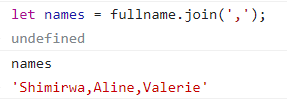 let names = fullname.join(',');
undefined
names
'Shimirwa,Aline,Valerie'